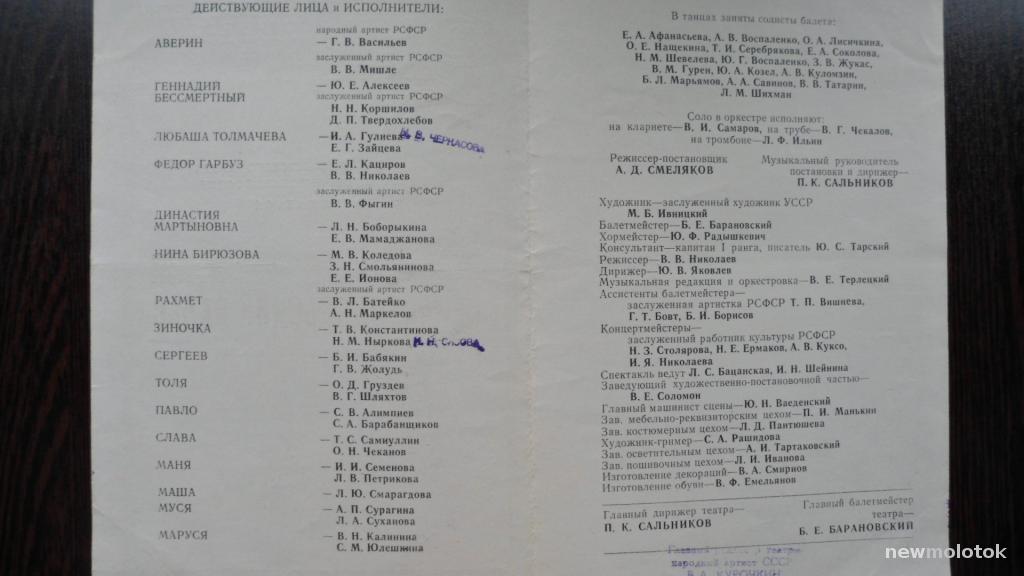 ДЕЙСТВУЮЩИЕ ЛИЦА и ИСПОЛНИТЕЛИ:
народный артист РСФСР
АВЕРИН — Г. В. Васильев
заслуженный артист РСФСР
В. В. Мишле
ГЕННАДИЙ — Ю. Е. Алексеев
БЕССМЕРТНЫЙ заслуженный артист РСФСР
Н. Н. Коршилов
Д. П. Твердохлебов
ЛЮБАША ТОЛМАЧЕВА — И. А. Гулиева И. В. ЧЕРНАСОВА
Е. Г. Зайцева
ФЕДОР ГАРБУЗ — Е. Л. Кациров
В. В. Николаев
заслуженный артист РСФСР
В. В. Фыгин
ДИНАСТИЯ
МАРТЫНОВНА — Л. Н. Боборыкина
Е. В. Мамаджанова
НИНА БИРЮЗОВА — М. В. Коледова
З. Н. Смольянинова
Е. Е. Ионова
заслуженный артист РСФСР
РАХМЕТ — В. Л. Батейко
А. Н. Маркелов
ЗИНОЧКА — Т. В. Константинова
Н. М. Ныркова
СЕРГЕЕВ — Б. И. Бабякин
Г. В. Жолудь
ТОЛЯ — О. Д. Груздев
В. Г. Шляхтов
ПАВЛО — С. В. Алимпиев
С. А. Барабанщиков
СЛАВА — Т. С. Самиуллин
О. Н. Чеканов
МАНЯ — И. И. Семенова
Л. В. Петрикова
МАША — Л. Ю. Смарагдова
МУСЯ — А. П. Сурагина
Л. А. Суханова
МАРУСЯ — В. Н. Калинина
С. М. Юлешкина
В танцах заняты солисты балета:
Е. А. Афанасьева, А. В. Воспаленко, О. А. Лисичкина,
О. Е. Нащекина, Т. И. Серебрякова, Е. А. Соколова,
Н. М. Шевелева, Ю. Г. Воспаленко, З. В. Жукас,
В. М. Гурен, Ю. А. Козел, А. В. Куломзин,
Б. Л. Марьямов, А. А. Савинов, В. В. Татарин,
Л. М. Шихман
Соло в оркестре исполняют:
на кларнете—В. И. Самаров, на трубе—В. Г. Чекалов,
на тромбоне—Л. Ф. Ильин
Режиссер-постановщик
А. Д. СМЕЛЯКОВ
Музыкальный руководитель
постановки и дирижер—
П. К. САЛЬНИКОВ
Художник—заслуженный художник УССР
М. Б. Ивницкий
Балетмейстер—Б. Е. Барановский
Хормейстер—Ю. Ф. Радышкевич
Консультант—капитан I ранга, писатель Ю. С. Тарский
Режиссер—В. В. Николаев
Дирижер—Ю. В. Яковлев
Музыкальная редакция и оркестровка—В. Е. Терлецкий
Ассистенты балетмейстера—
заслуженная артистка РСФСР Т. П. Вишнева,
Г. Т. Бовт, Б. И. Борисов
Концертмейстеры—
заслуженный работник культуры РСФСР
Н. З. Столярова, Н. Е. Ермаков, А. В. Куксо,
И. Я. Николаева
Спектакль ведут Л. С. Бацанская, И. Н. Шейнина
Заведующий художественно-постановочной частью—
В. Е. Соломон
Главный машинист сцены—Ю. Н. Введенский
Зав. мебельно-реквизиторским цехом—П. И. Манькин
Зав. костюмерным цехом—Л. Д. Пантюшева
Художник-гример—С. А. Рашидова
Зав. осветительным цехом—А. И. Тартаковский
Зав. пошивочным цехом—Л. И. Иванова
Изготовление декораций—В. А. Смирнов
Изготовление обуви—В. Ф. Емельянов
Главный дирижер театра—
П. К. САЛЬНИКОВ
Главный балетмейстер
театра—
Б. Е. БАРАНОВСКИЙ
Главный театра
народный артист СССР
В. А. КУРОЧКИН
newmolotok